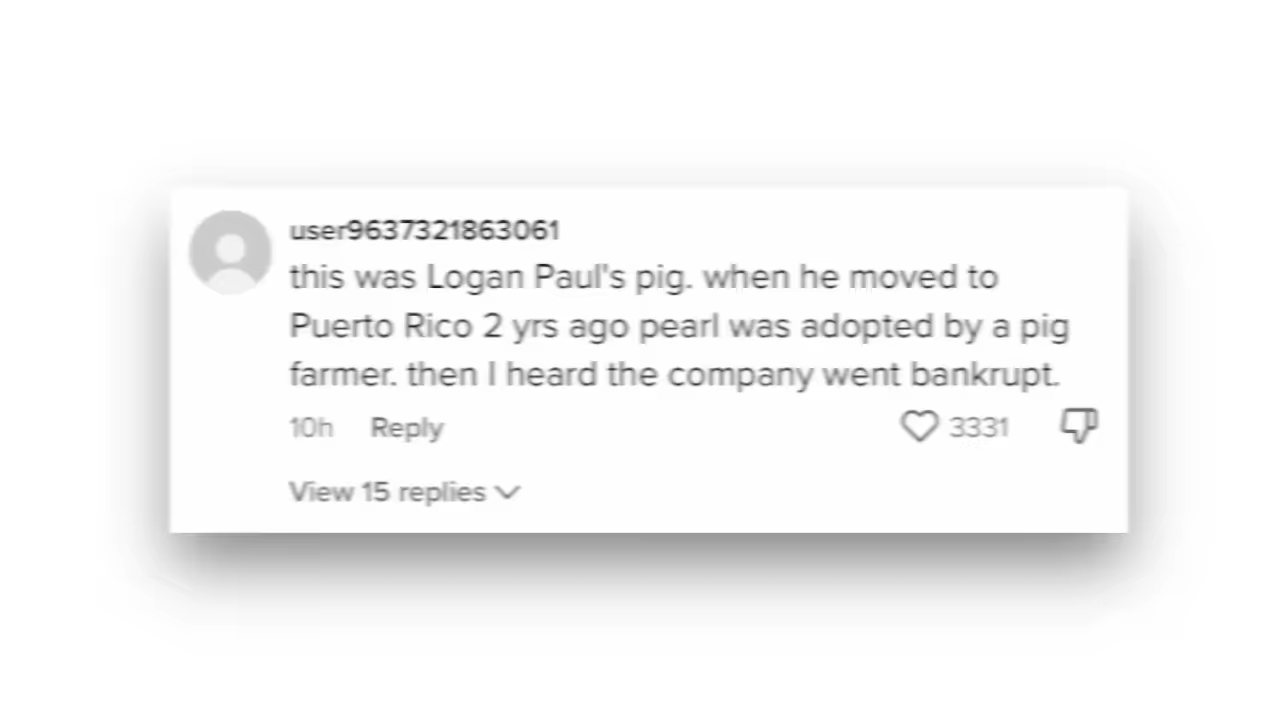 user9637321863061
this was Logan Paul's pig. when he moved to
Puerto Rico 2 yrs ago pearl was adopted by a pig
farmer. then I heard the company went bankrupt.
10h Reply 3331
View 15 replies